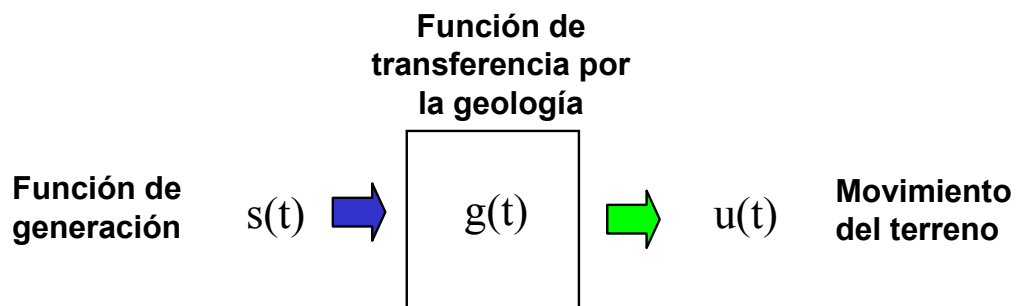 Función de
transferencia por
la geología
Función de
generación
s(t)
g(t)
u(t)
Movimiento
del terreno